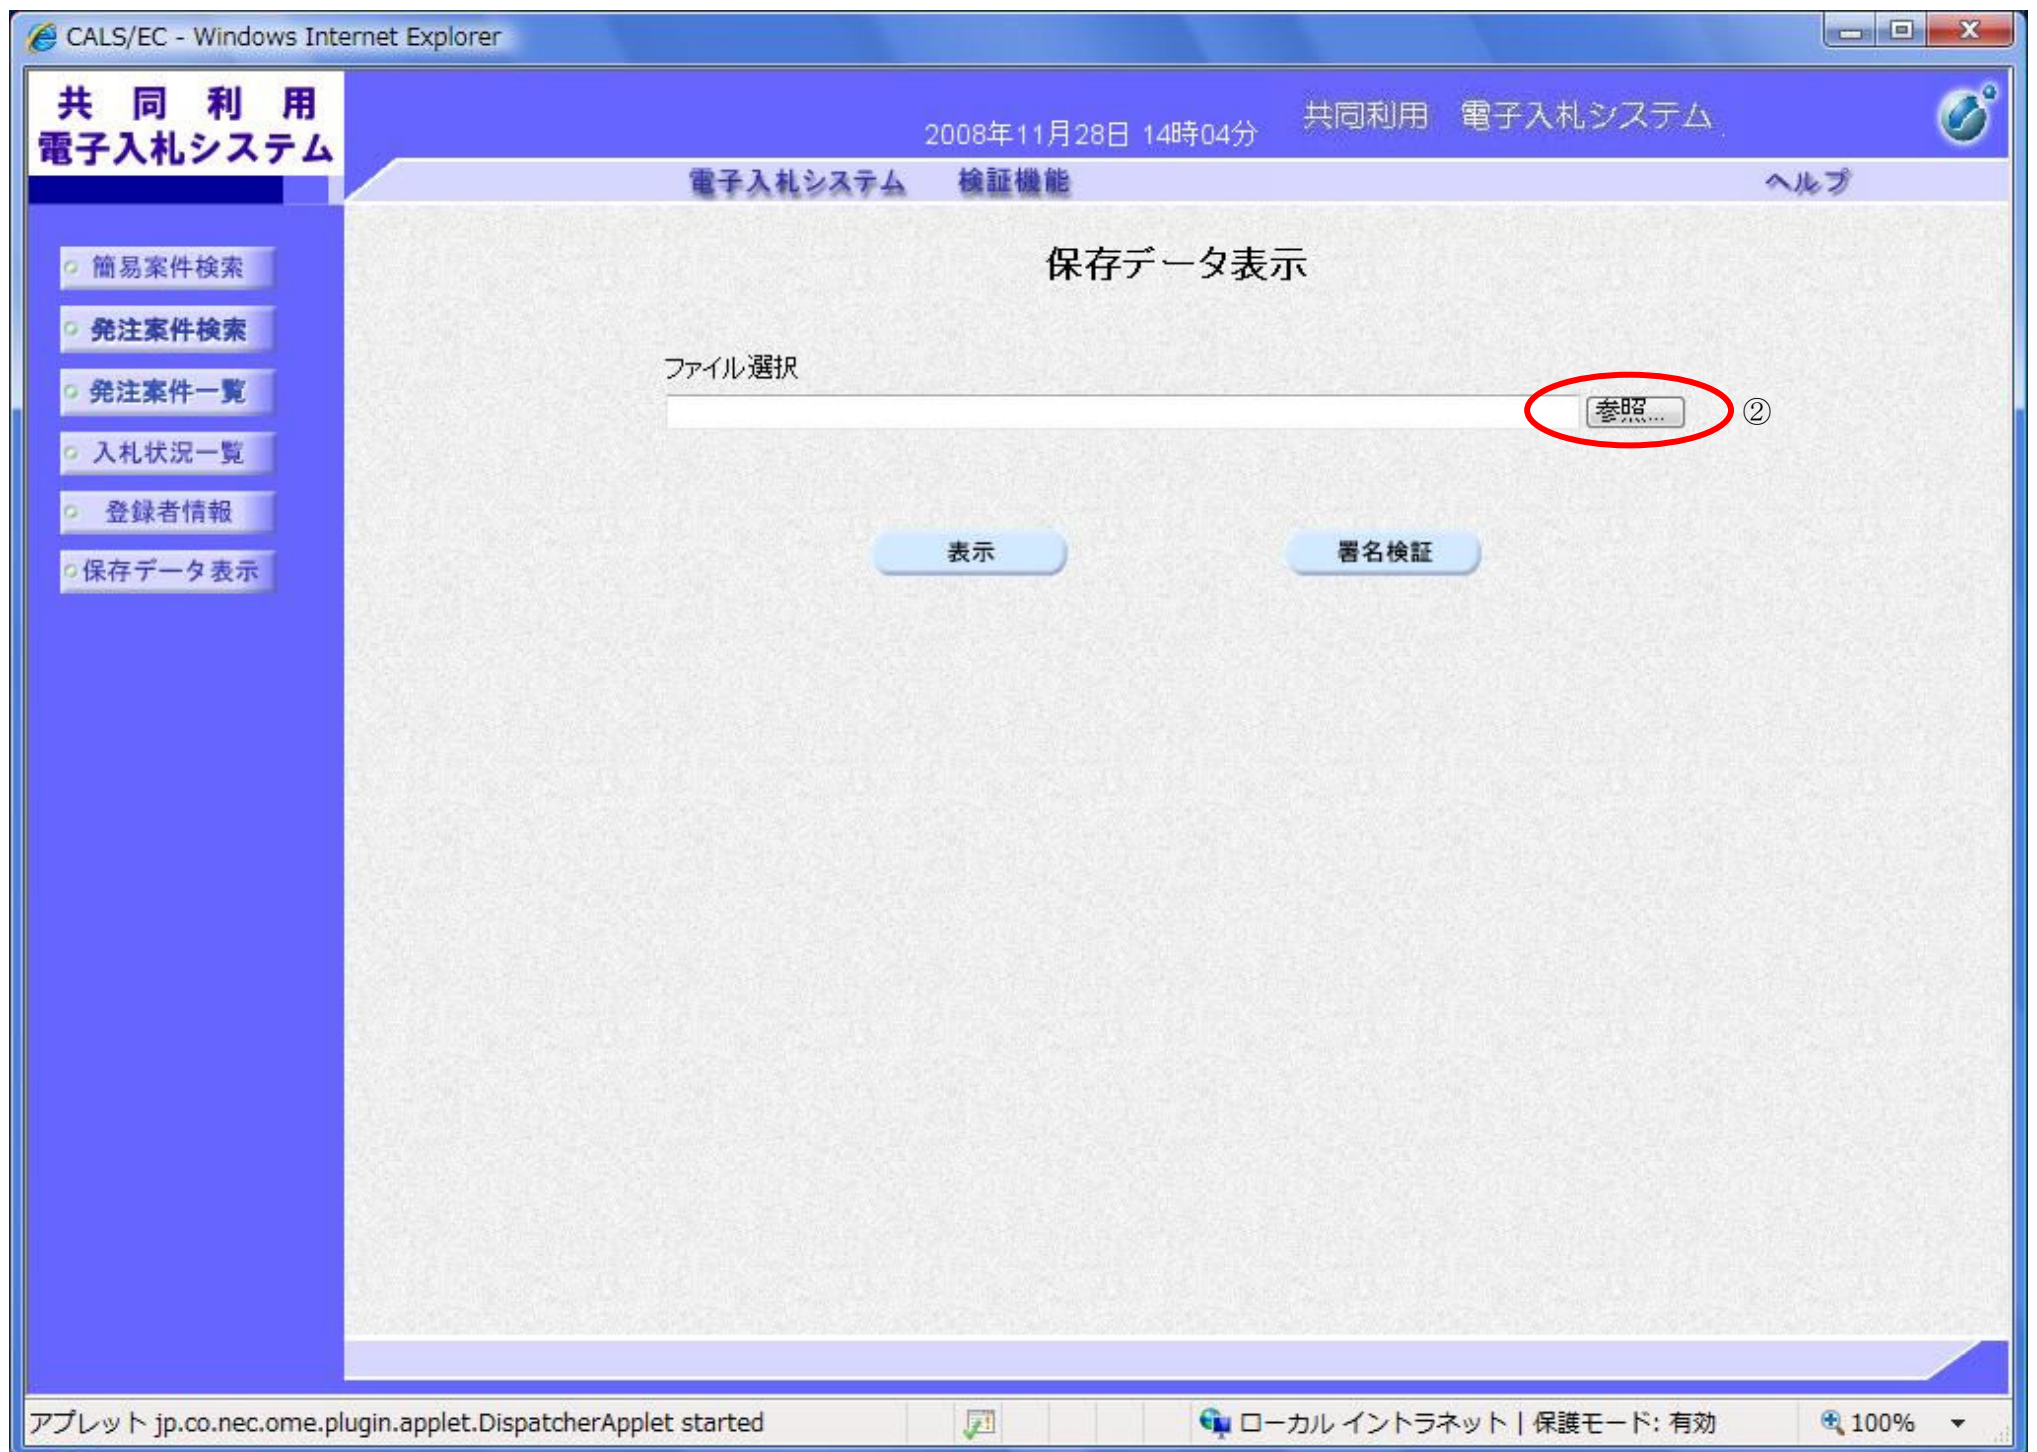 CALS/EC - Windows Internet Explorer
共 同 利 用
電子入札システム
2008年11月28日 14時04分
共同利用 電子入札システム
電子入札システム 検証機能 ヘルプ
簡易案件検索
発注案件検索
発注案件一覧
入札状況一覧
登録者情報
保存データ表示
保存データ表示
ファイル選択
参照... ②
表示 署名検証
アプレット jp.co.nec.ome.plugin.applet.DispatcherApplet started
ローカル イントラネット | 保護モード: 有効
100%